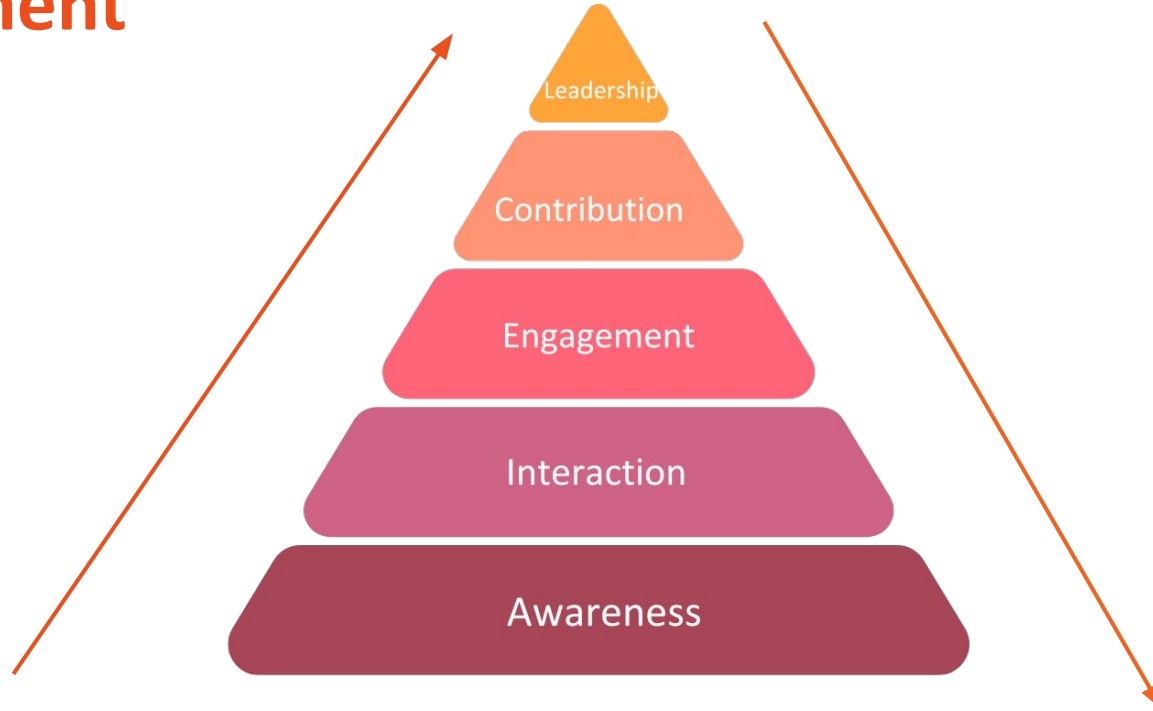 ment
Leadership
Contribution
Engagement
Interaction
Awareness